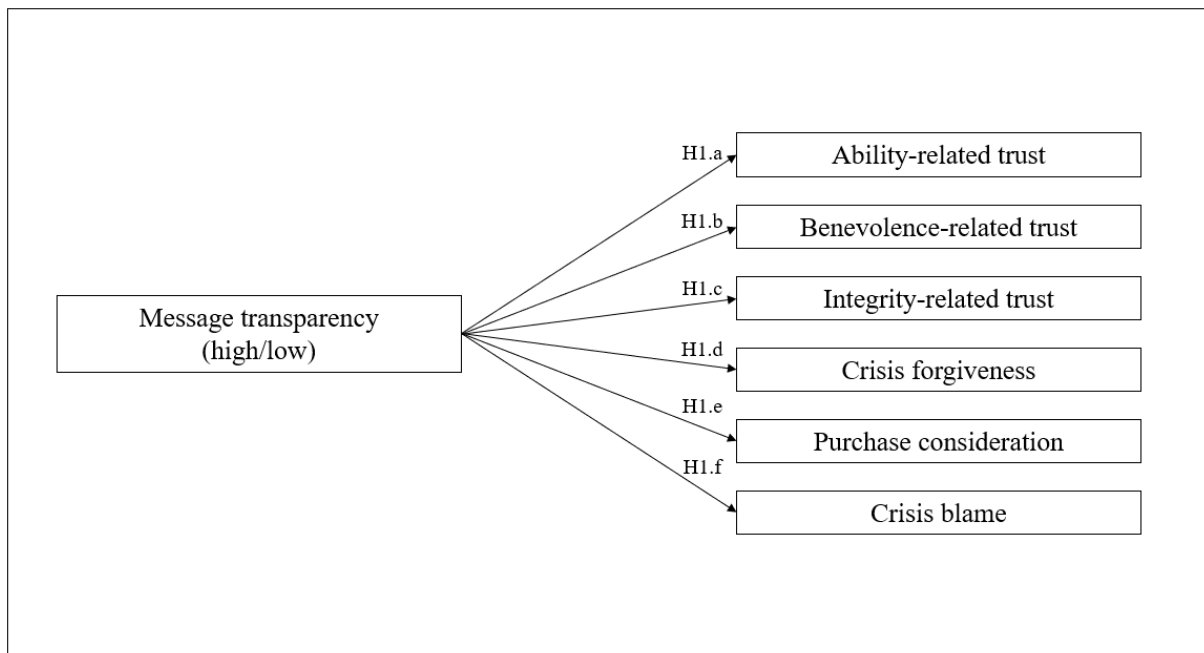 H1.a
Ability-related trust
H1.b
Benevolence-related trust
H1.c
Integrity-related trust
Message transparency
(high/low)
H1.d
Crisis forgiveness
H1.e
Purchase consideration
H1.f
Crisis blame